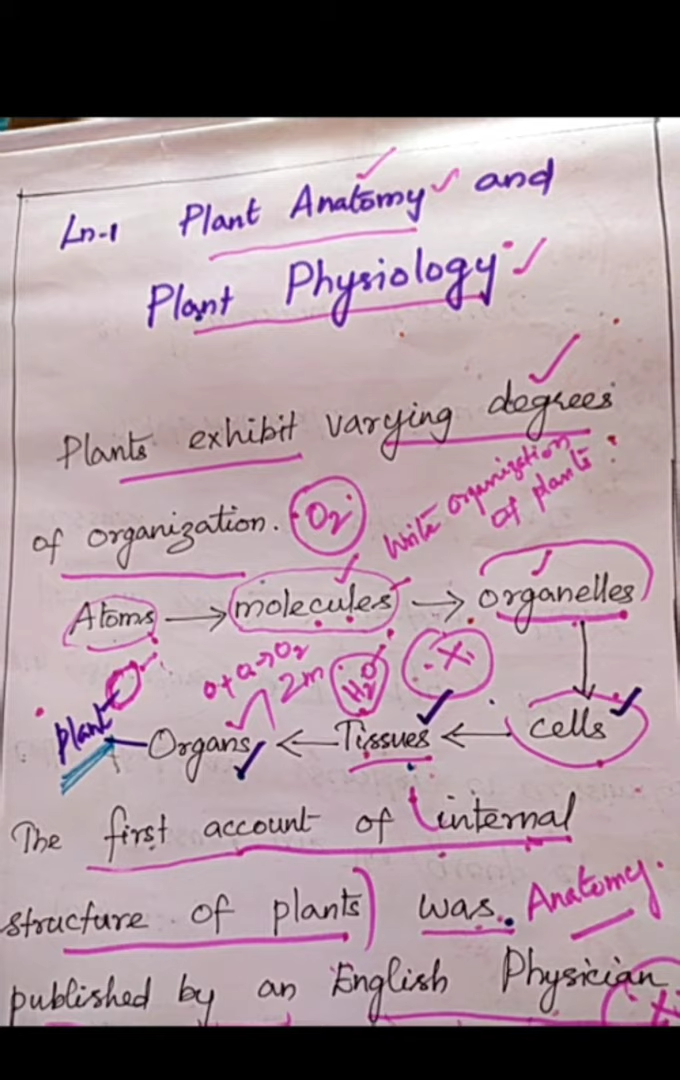 Ln-1 Plant Anatomy and
Plant Physiology
Plants exhibit varying degrees
of organization. O2 Write organization
of plants
Atoms → molecules → organelles
O+O→O2
2m H2O X
Plant ← Organs ← Tissues ← cells
The first account of internal
structure of plants) was. Anatomy.
published by an English Physician
X